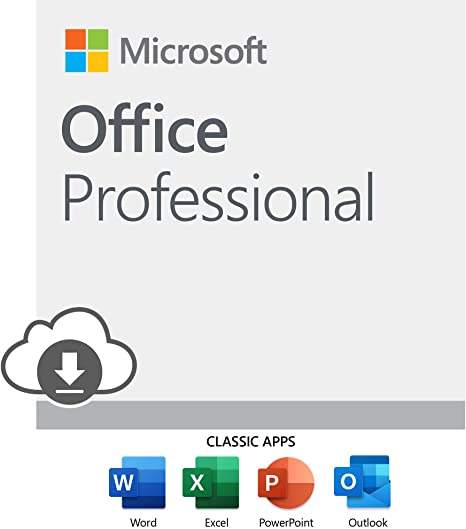 Microsoft
Office
Professional
CLASSIC APPS
W X P O
Word Excel PowerPoint Outlook